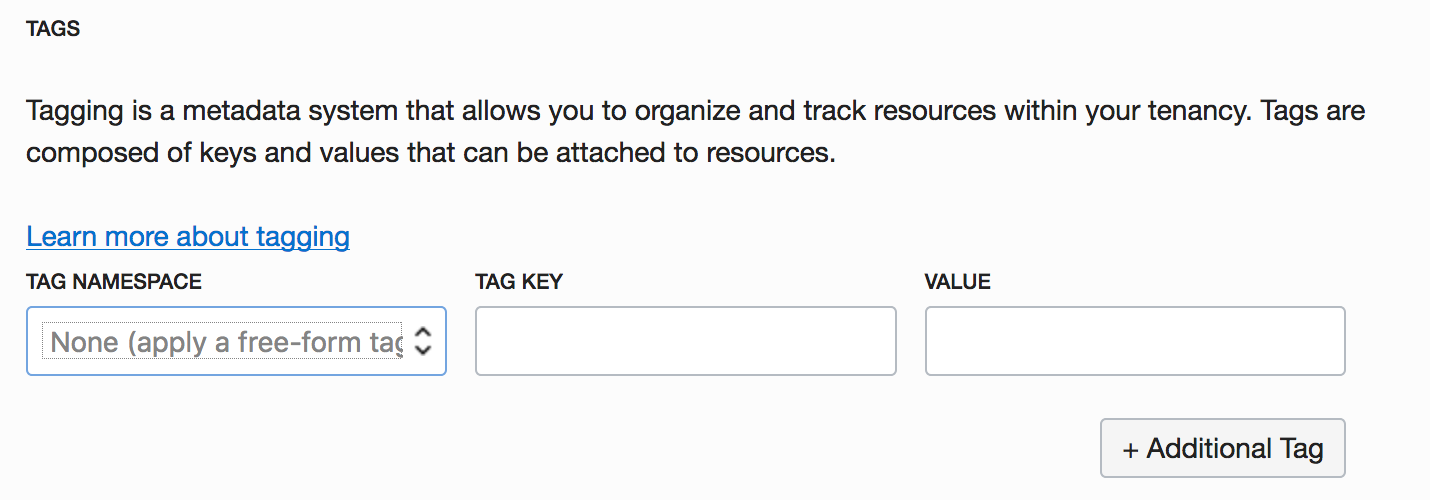 TAGS
Tagging is a metadata system that allows you to organize and track resources within your tenancy. Tags are
composed of keys and values that can be attached to resources.
Learn more about tagging
TAG NAMESPACE TAG KEY VALUE
None (apply a free-form tag
+ Additional Tag